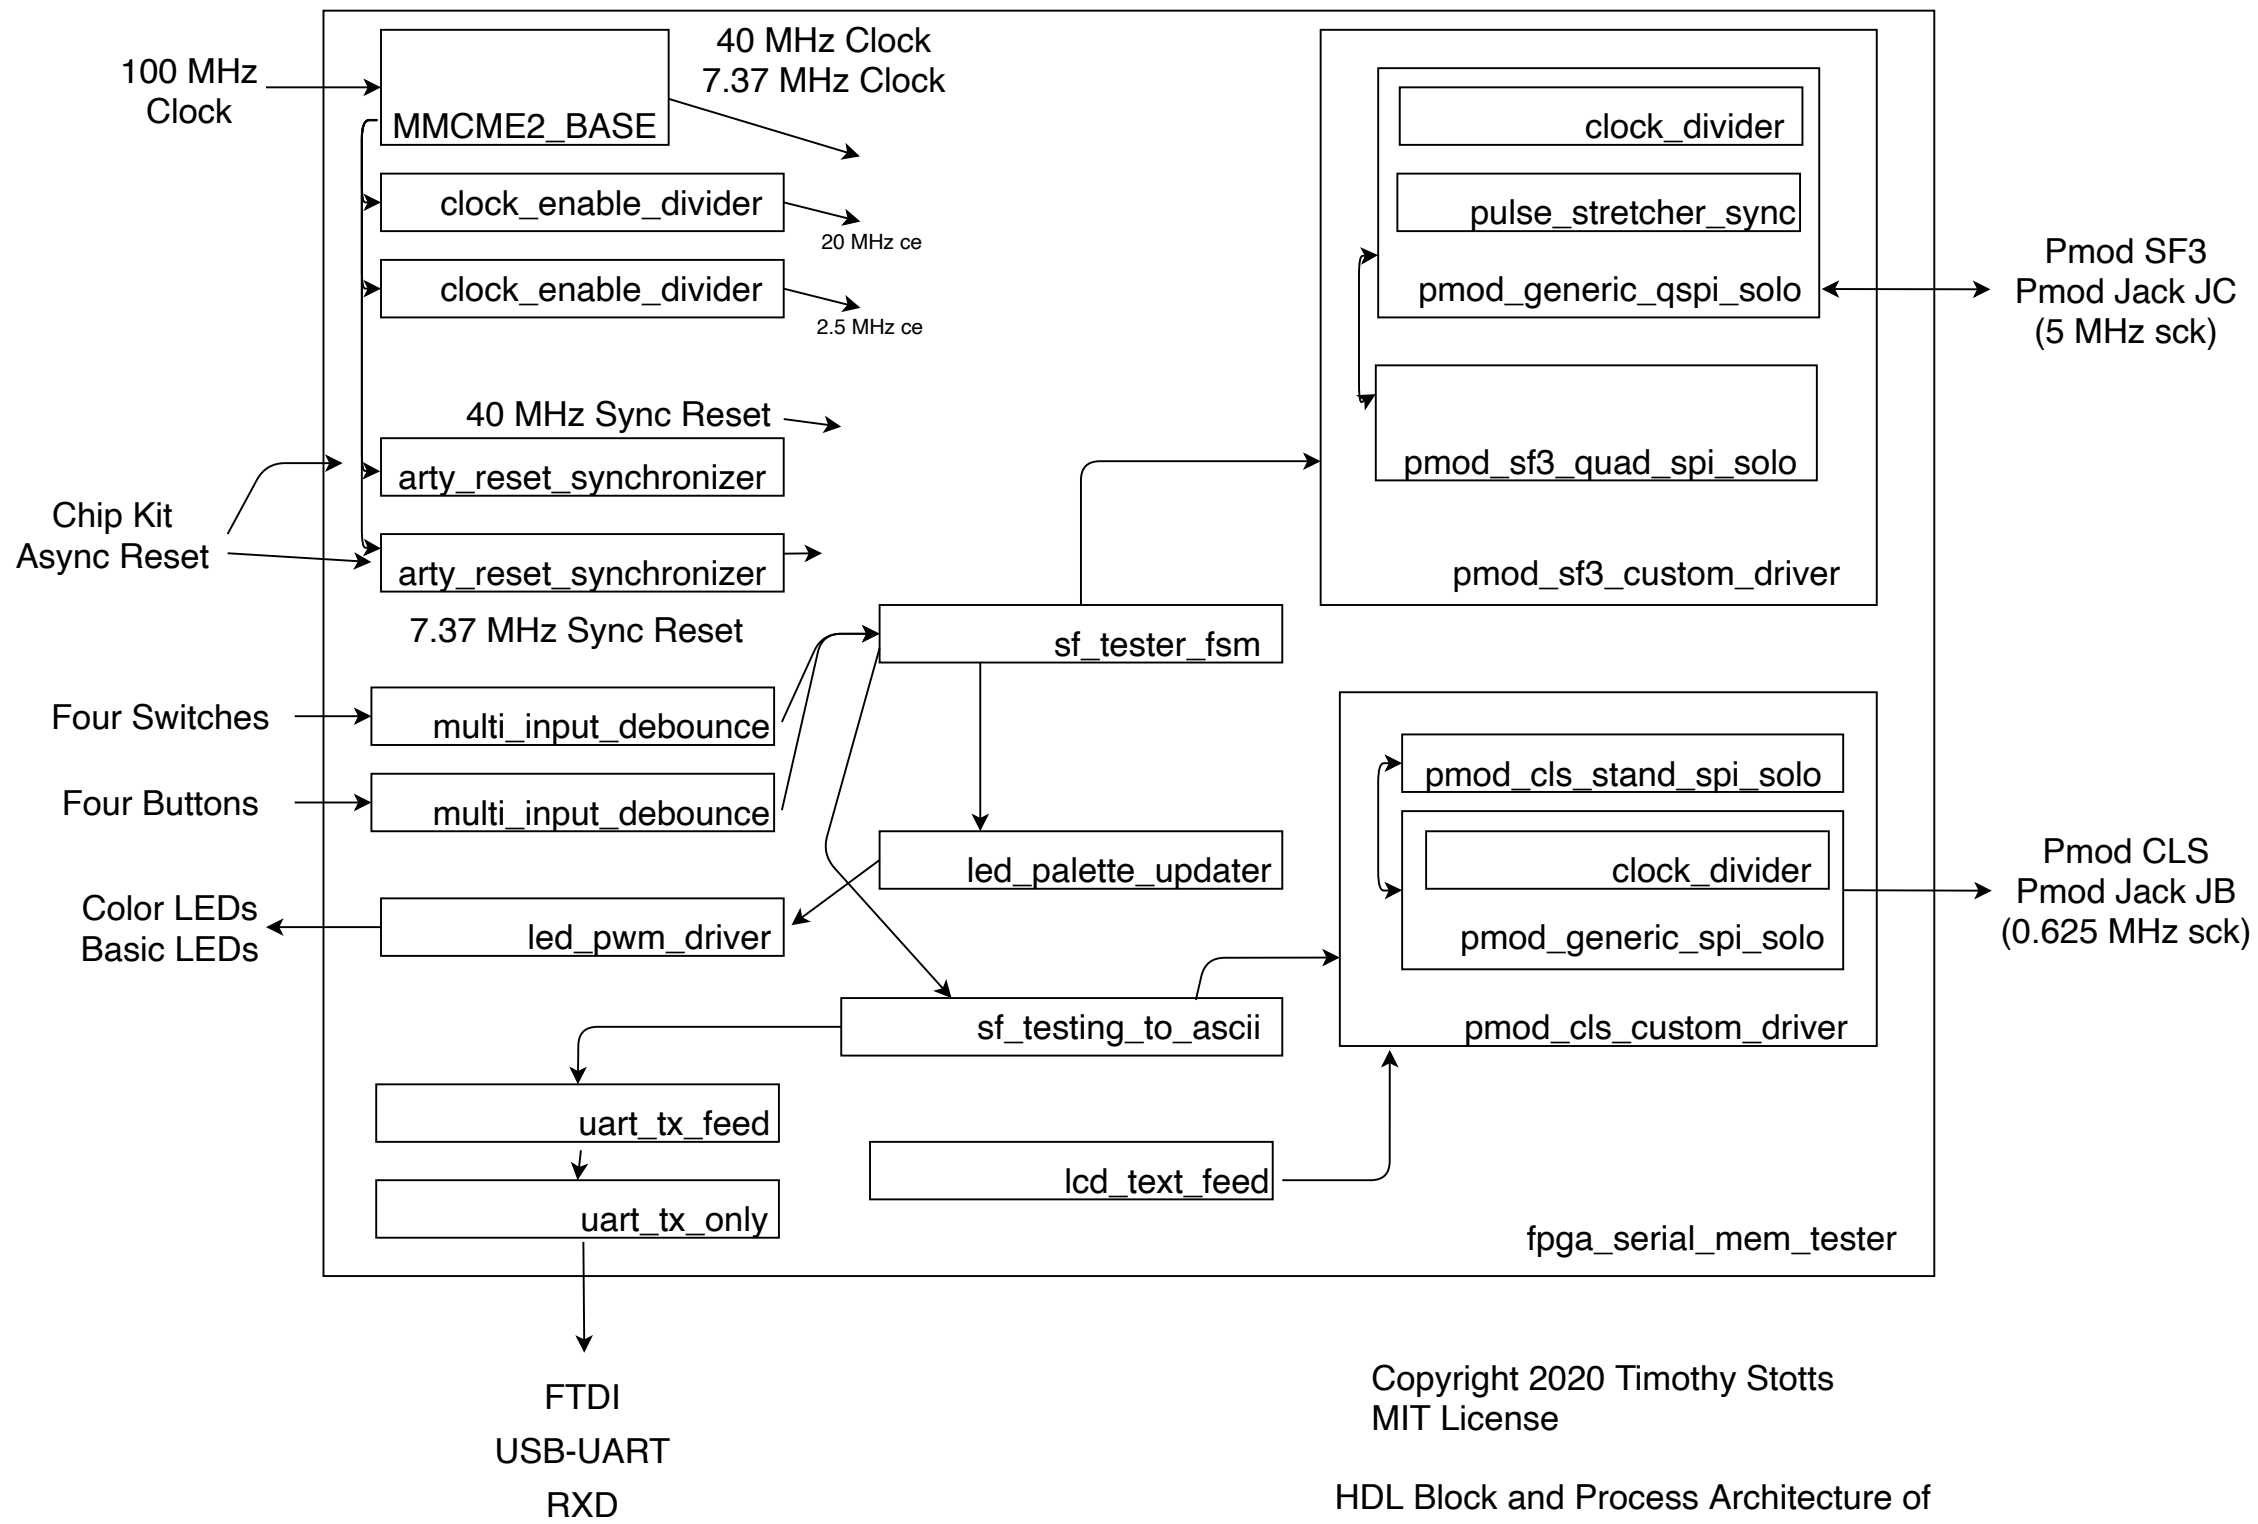 100 MHz
Clock
MMCME2_BASE
40 MHz Clock
7.37 MHz Clock
clock_enable_divider
20 MHz ce
clock_enable_divider
2.5 MHz ce
40 MHz Sync Reset
arty_reset_synchronizer
Chip Kit
Async Reset
arty_reset_synchronizer
7.37 MHz Sync Reset
Four Switches
multi_input_debounce
Four Buttons
multi_input_debounce
Color LEDs
Basic LEDs
led_pwm_driver
sf_tester_fsm
led_palette_updater
sf_testing_to_ascii
uart_tx_feed
uart_tx_only
lcd_text_feed
clock_divider
pulse_stretcher_sync
pmod_generic_qspi_solo
pmod_sf3_quad_spi_solo
pmod_sf3_custom_driver
Pmod SF3
Pmod Jack JC
(5 MHz sck)
pmod_cls_stand_spi_solo
clock_divider
pmod_generic_spi_solo
pmod_cls_custom_driver
Pmod CLS
Pmod Jack JB
(0.625 MHz sck)
fpga_serial_mem_tester
FTDI
USB-UART
RXD
Copyright 2020 Timothy Stotts
MIT License
HDL Block and Process Architecture of